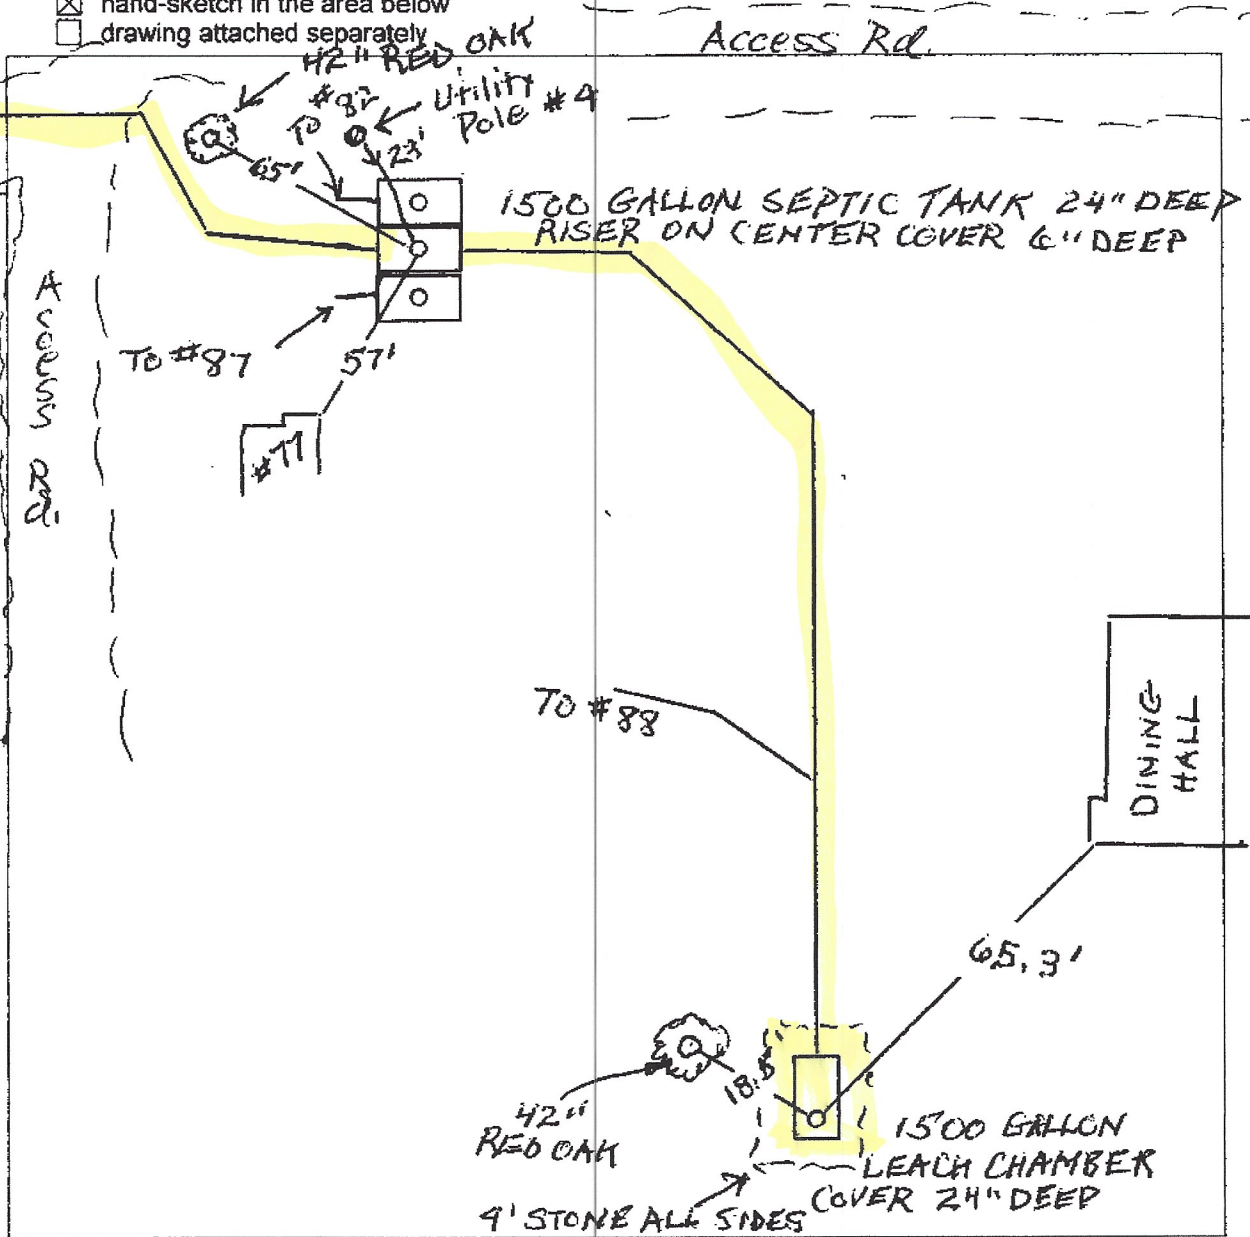 hand-sketch in the area below
drawing attached separately
Access Rd.
42" RED OAK
TO #82
Utility
Pole #4
65'
23'
1500 GALLON SEPTIC TANK 24" DEEP
RISER ON CENTER COVER 6" DEEP
Access Rd.
TO #87
57'
#77
TO #88
DINING
HALL
65.3'
18.5'
42"
RED OAK
1500 GALLON
LEACH CHAMBER
COVER 24" DEEP
4' STONE ALL SIDES